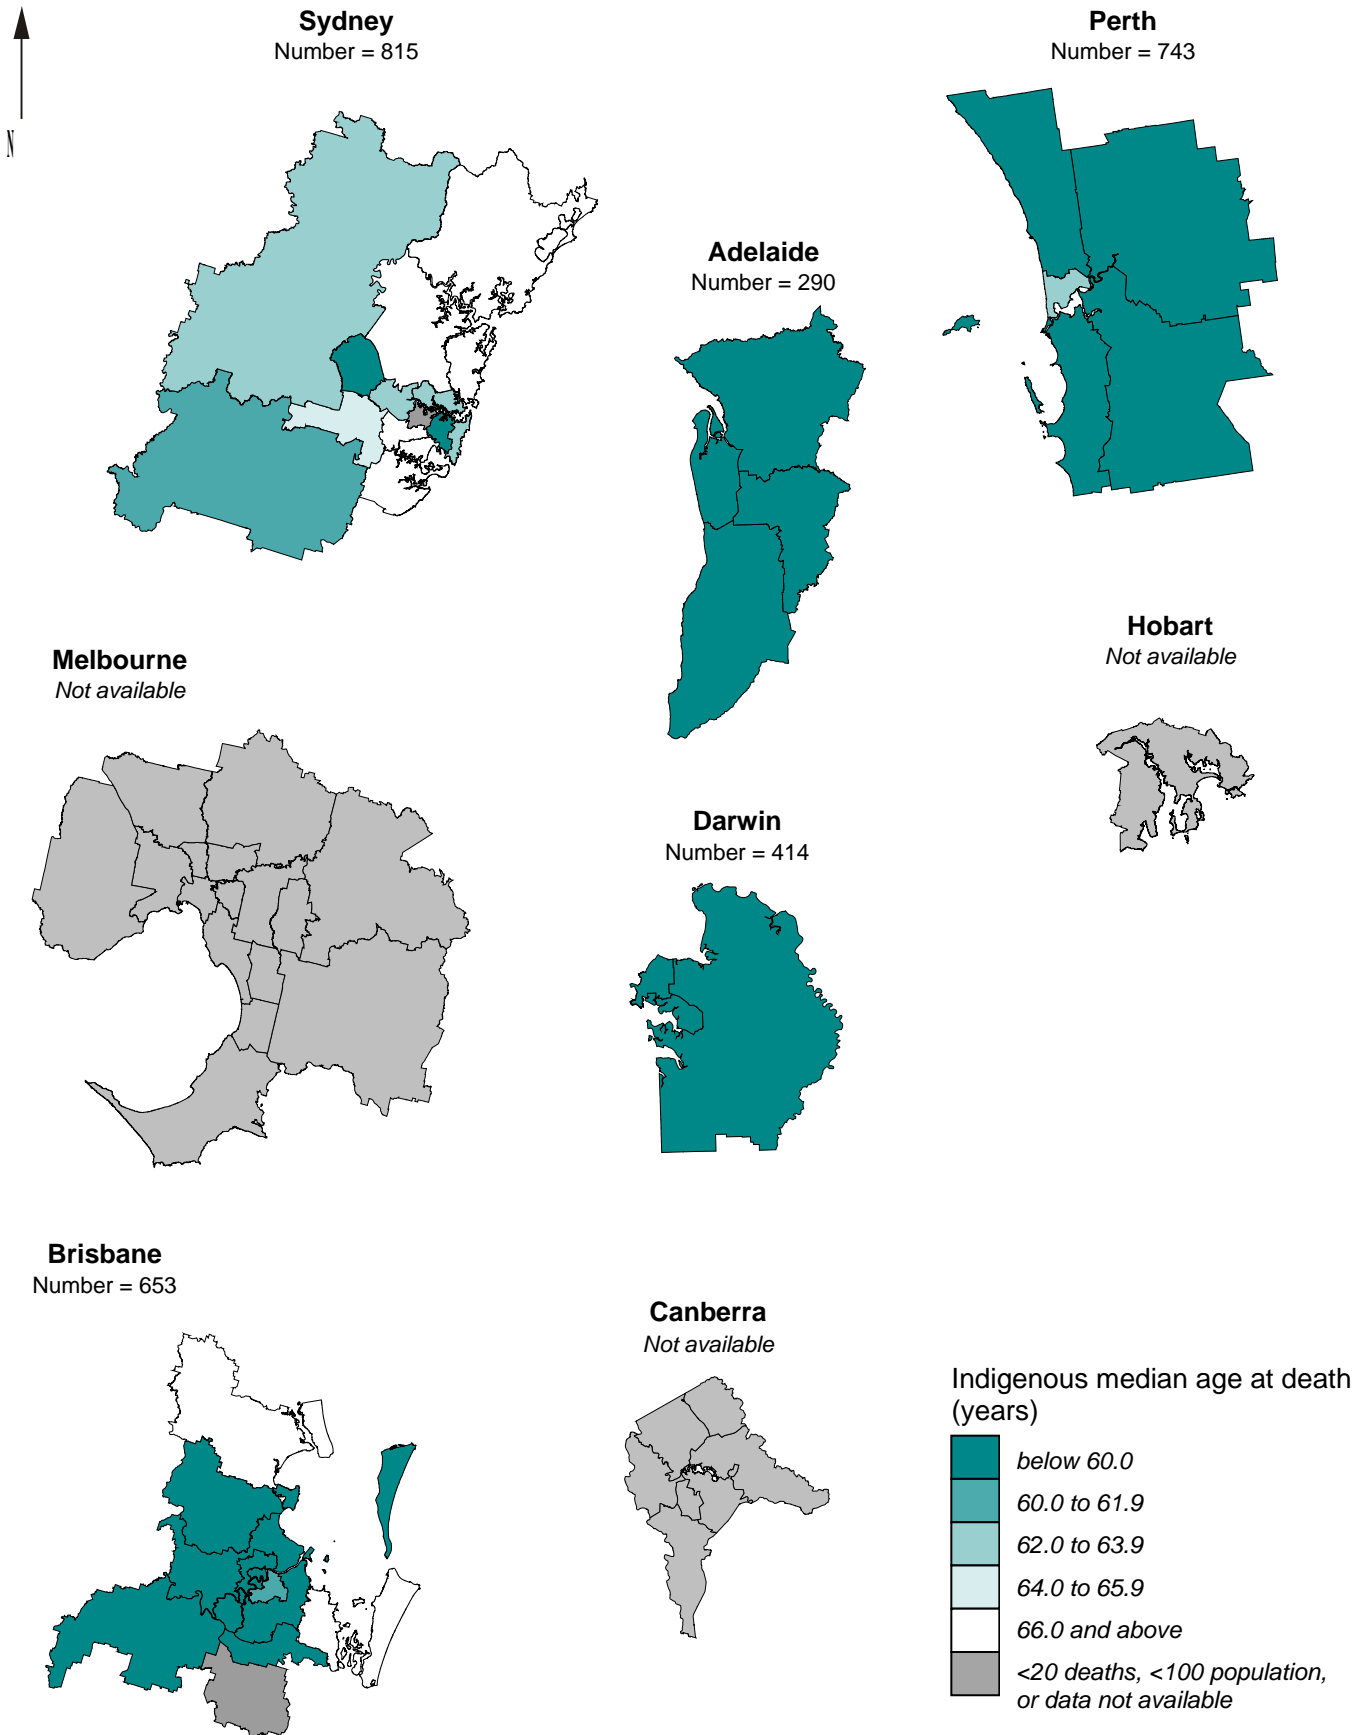 Sydney
Number = 815
Perth
Number = 743
N
Adelaide
Number = 290
Hobart
Not available
Melbourne
Not available
Darwin
Number = 414
Brisbane
Number = 653
Canberra
Not available
Indigenous median age at death
(years)
below 60.0
60.0 to 61.9
62.0 to 63.9
64.0 to 65.9
66.0 and above
<20 deaths, <100 population,
or data not available